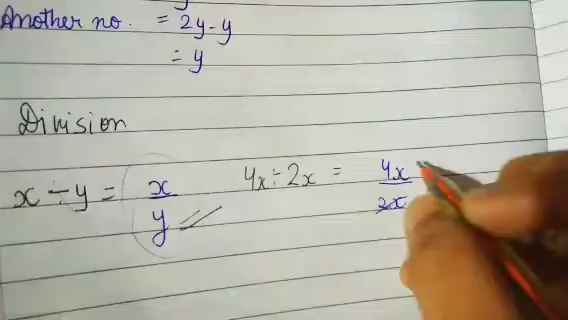 Another no. = 2y - y
= y
Division
x ÷ y = x/y
4x ÷ 2x = 4x/2x